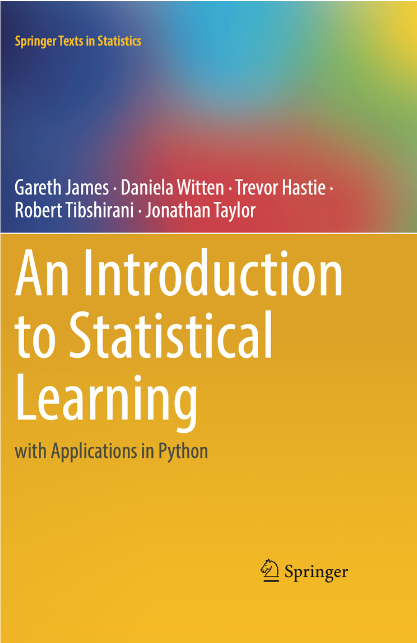 Springer Texts in Statistics
Gareth James · Daniela Witten · Trevor Hastie ·
Robert Tibshirani · Jonathan Taylor
An Introduction
to Statistical
Learning
with Applications in Python
Springer